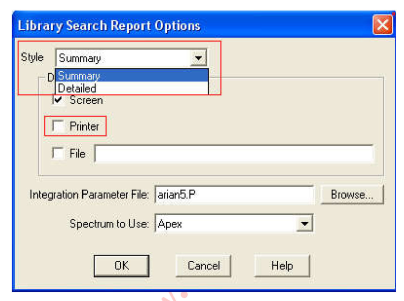 Library Search Report Options
Style Summary
Summary
Detailed
Screen
Printer
File
Integration Parameter File: arian5.P Browse...
Spectrum to Use: Apex
OK Cancel Help